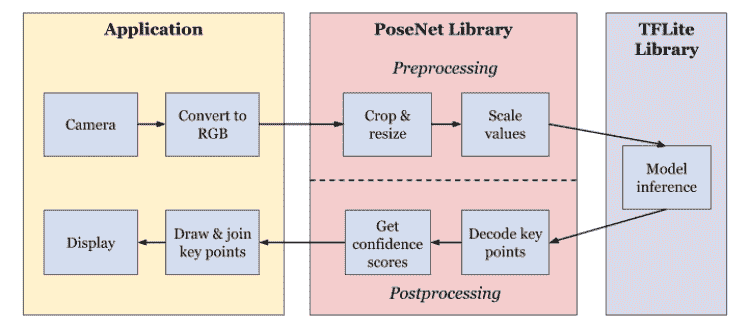 Application
PoseNet Library
TFLite
Library
Preprocessing
Camera
Convert to
RGB
Crop &
resize
Scale
values
Model
inference
Display
Draw & join
key points
Get
confidence
scores
Decode key
points
Postprocessing